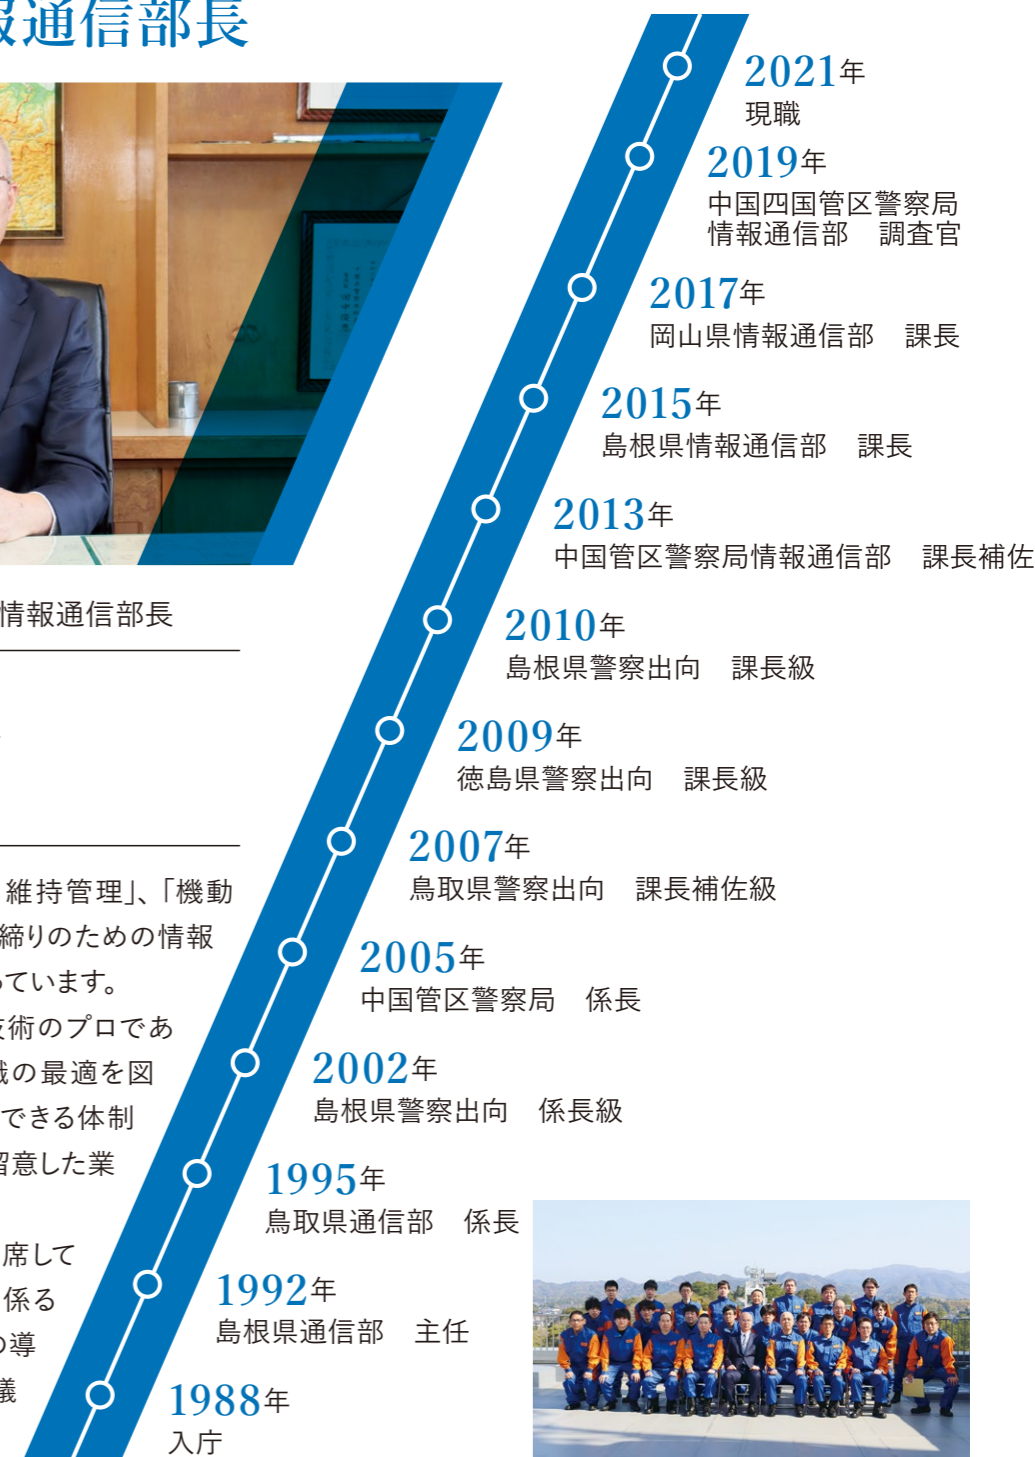 報通信部長
情報通信部長
維持管理」、「機動
締りのための情報
っています。
技術のプロであ
織の最適を図
できる体制
留意した業
席して
係る
の導
議
2021年
現職
2019年
中国四国管区警察局
情報通信部　調査官
2017年
岡山県情報通信部　課長
2015年
島根県情報通信部　課長
2013年
中国管区警察局情報通信部　課長補佐
2010年
島根県警察出向　課長級
2009年
徳島県警察出向　課長級
2007年
鳥取県警察出向　課長補佐級
2005年
中国管区警察局　係長
2002年
島根県警察出向　係長級
1995年
鳥取県通信部　係長
1992年
島根県通信部　主任
1988年
入庁